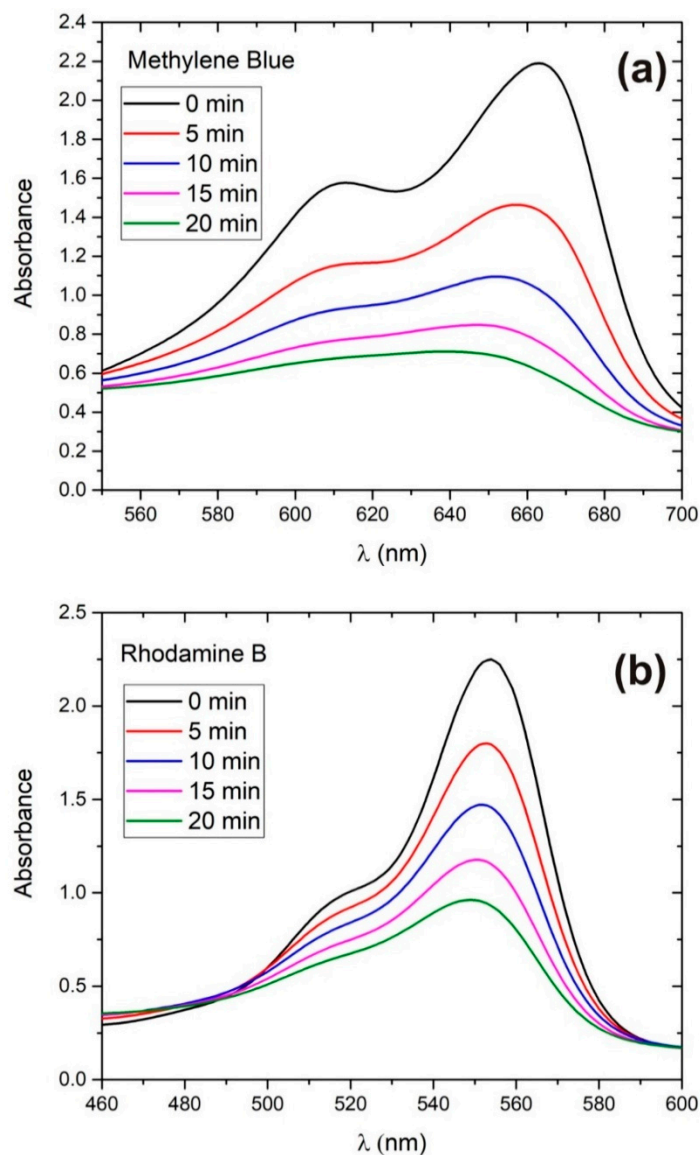 Methylene Blue
(a)
0 min
5 min
10 min
15 min
20 min
Absorbance
2.4
2.2
2.0
1.8
1.6
1.4
1.2
1.0
0.8
0.6
0.4
0.2
0.0
560 580 600 620 640 660 680 700
λ (nm)
Rhodamine B
(b)
0 min
5 min
10 min
15 min
20 min
Absorbance
2.5
2.0
1.5
1.0
0.5
0.0
460 480 500 520 540 560 580 600
λ (nm)